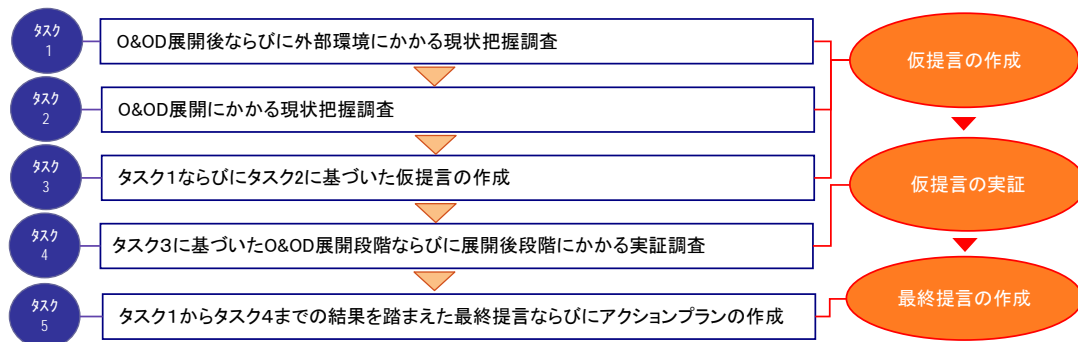 ﾀｽｸ
1
O&OD展開後ならびに外部環境にかかる現状把握調査
ﾀｽｸ
2
O&OD展開にかかる現状把握調査
ﾀｽｸ
3
タスク1ならびにタスク2に基づいた仮提言の作成
ﾀｽｸ
4
タスク3に基づいたO&OD展開段階ならびに展開後段階にかかる実証調査
ﾀｽｸ
5
タスク1からタスク4までの結果を踏まえた最終提言ならびにアクションプランの作成
仮提言の作成
仮提言の実証
最終提言の作成